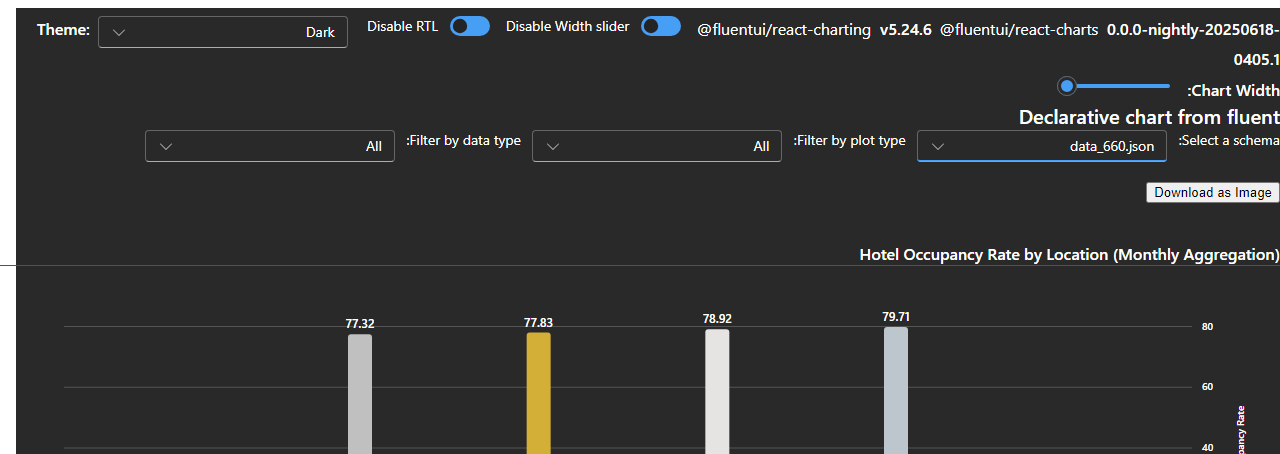 Theme: Dark Disable RTL Disable Width slider @fluentui/react-charting v5.24.6 @fluentui/react-charts 0.0.0-nightly-20250618-
0405.1
:Chart Width
Declarative chart from fluent
:Select a schema data_660.json :Filter by plot type All :Filter by data type All
Download as Image
Hotel Occupancy Rate by Location (Monthly Aggregation)
77.32 77.83 78.92 79.71
80
60
40
Rate